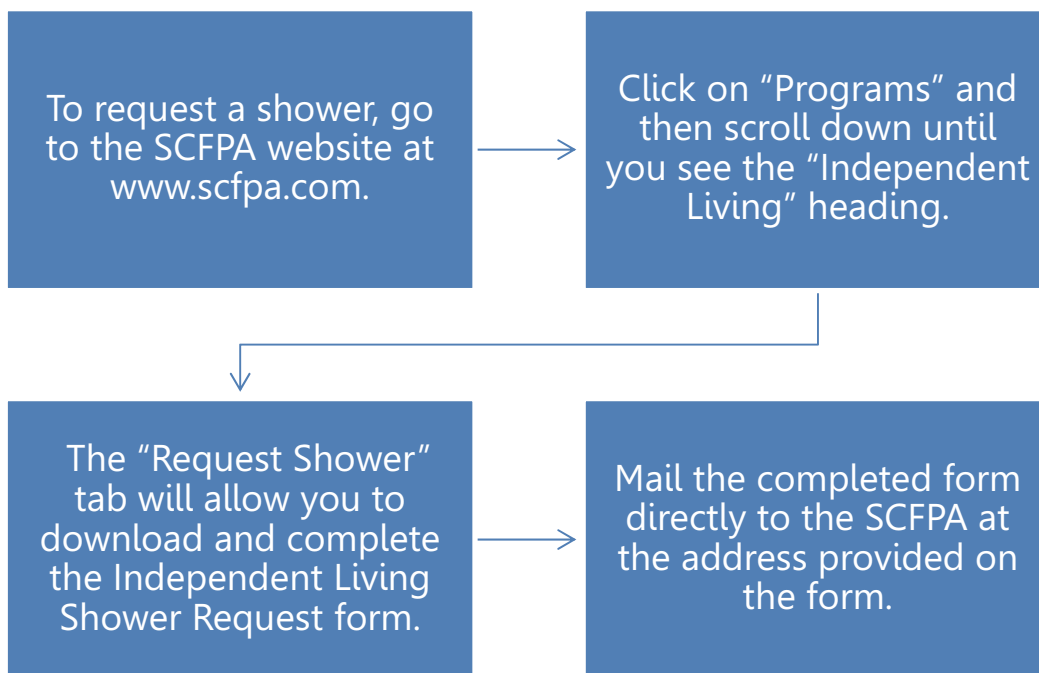 To request a shower, go
to the SCFPA website at
www.scfpa.com.
Click on “Programs” and
then scroll down until
you see the “Independent
Living” heading.
The “Request Shower”
tab will allow you to
download and complete
the Independent Living
Shower Request form.
Mail the completed form
directly to the SCFPA at
the address provided on
the form.